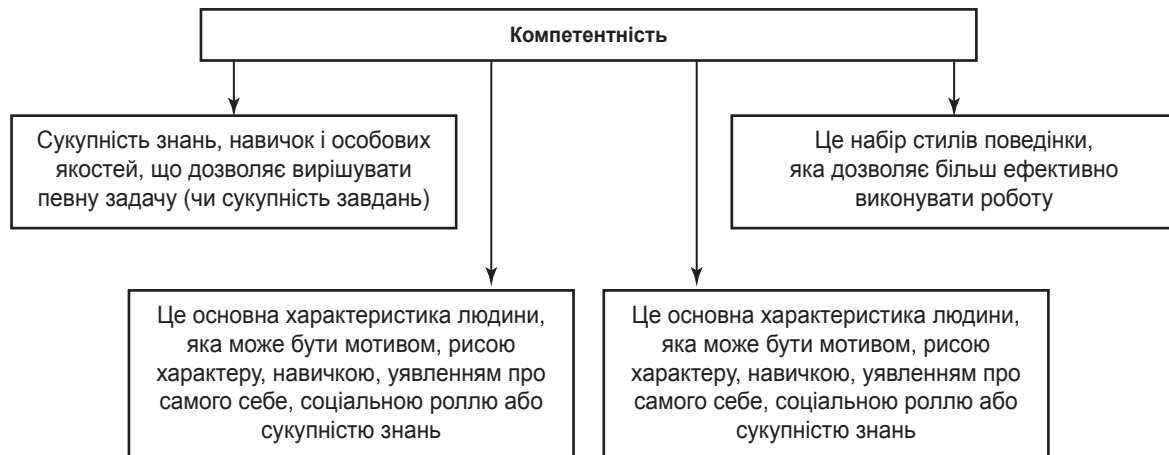 Компетентність
Сукупність знань, навичок і особових
якостей, що дозволяє вирішувати
певну задачу (чи сукупність завдань)
Це набір стилів поведінки,
яка дозволяє більш ефективно
виконувати роботу
Це основна характеристика людини,
яка може бути мотивом, рисою
характеру, навичкою, уявленням про
самого себе, соціальною роллю або
сукупністю знань
Це основна характеристика людини,
яка може бути мотивом, рисою
характеру, навичкою, уявленням про
самого себе, соціальною роллю або
сукупністю знань